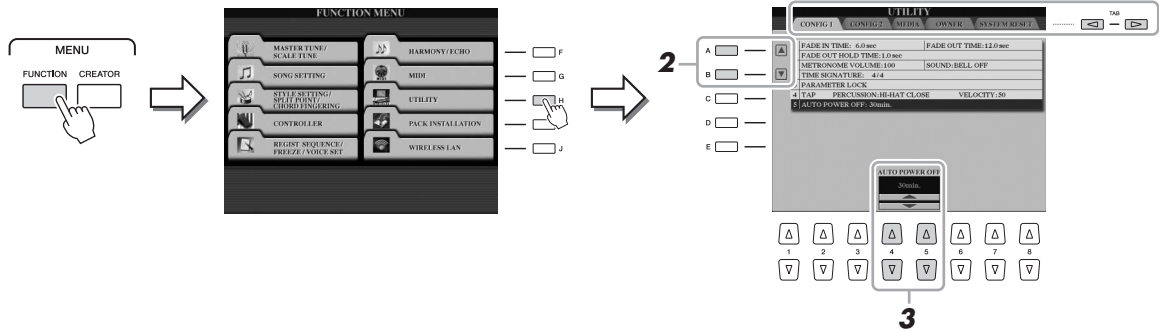 MENU
FUNCTION CREATOR
FUNCTION MENU
MASTER TUNE/
SCALE TUNE
SONG SETTING
STYLE SETTING/
SPLIT POINT/
CHORD FINGERING
CONTROLLER
REGIST SEQUENCE/
FREEZE / VOICE SET
HARMONY/ECHO
MIDI
UTILITY
PACK INSTALLATION
WIRELESS LAN
F
G
H
J
UTILITY
CONFIG 1 CONFIG 2 MEDIA OWNER SYSTEM RESET
TAB
2
A
B
C
D
E
FADE IN TIME: 6.0 sec FADE OUT TIME:12.0 sec
FADE OUT HOLD TIME:1.0 sec
METRONOME VOLUME:100 SOUND:BELL OFF
TIME SIGNATURE: 4/4
PARAMETER LOCK
4 TAP PERCUSSION:HI-HAT CLOSE VELOCITY:50
5 AUTO POWER OFF: 30min.
AUTO POWER OFF
30min.
1 2 3 4 5 6 7 8
3